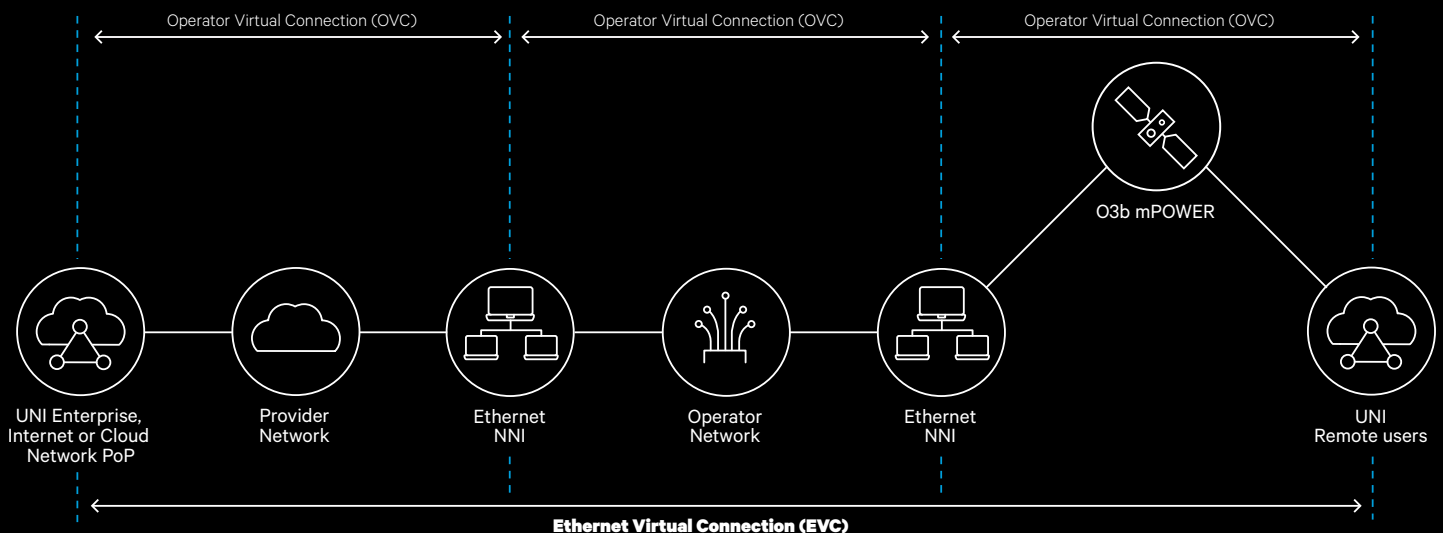 Operator Virtual Connection (OVC)
Operator Virtual Connection (OVC)
Operator Virtual Connection (OVC)
O3b mPOWER
UNI Enterprise,
Internet or Cloud
Network PoP
Provider
Network
Ethernet
NNI
Operator
Network
Ethernet
NNI
UNI
Remote users
Ethernet Virtual Connection (EVC)